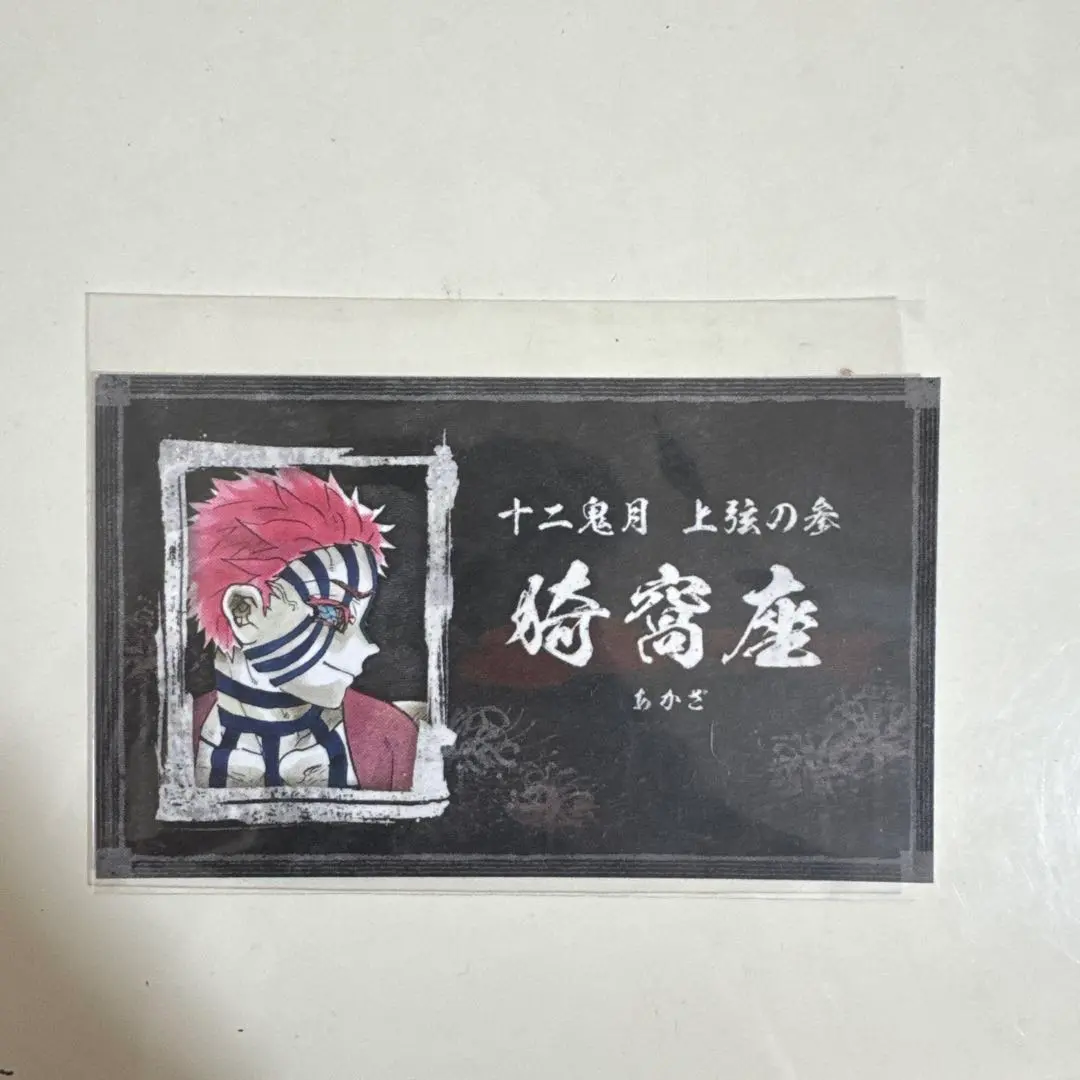 十二鬼月 上弦の参
猗窩座
あかざ